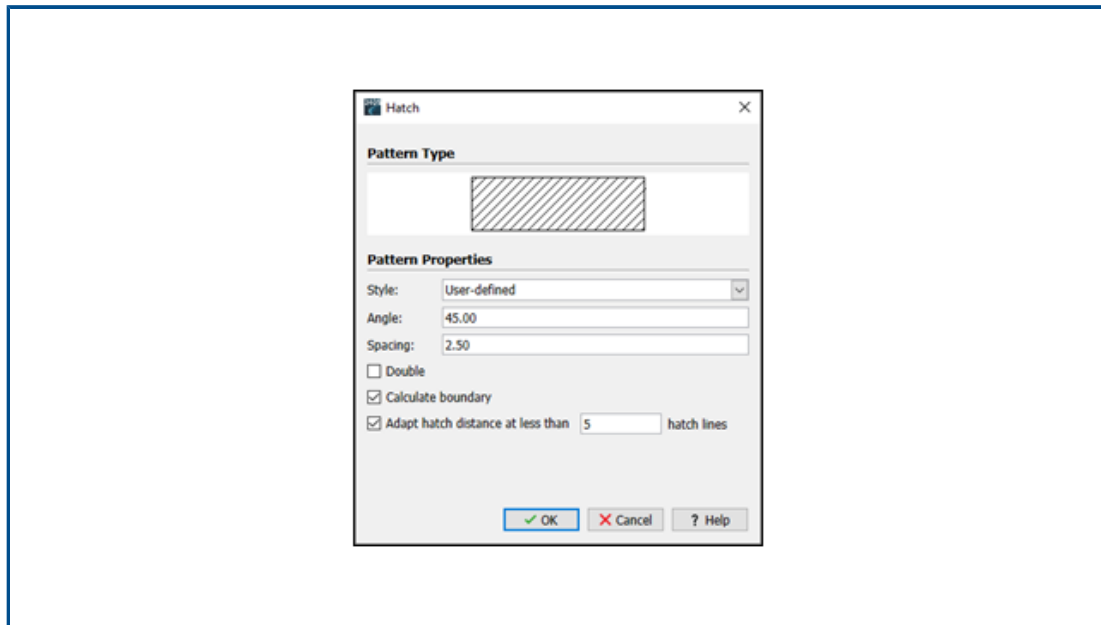 Hatch
Pattern Type
Pattern Properties
Style: User-defined
Angle: 45.00
Spacing: 2.50
Double
Calculate boundary
Adapt hatch distance at less than 5 hatch lines
OK Cancel ? Help